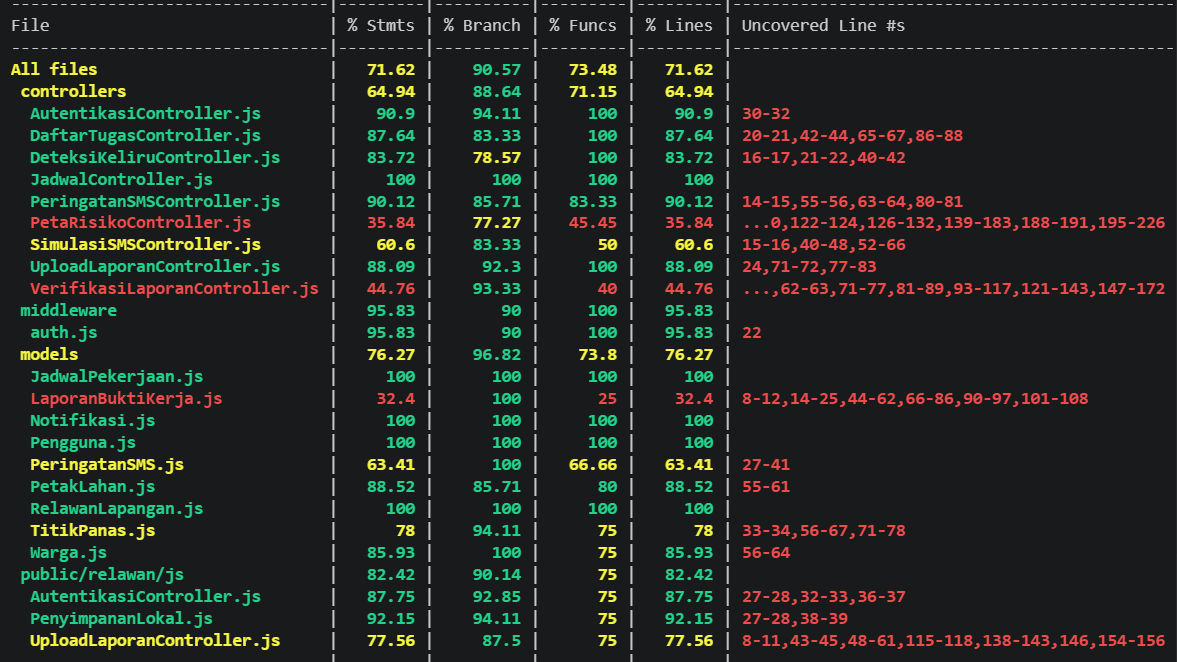 File | % Stmts | % Branch | % Funcs | % Lines | Uncovered Line #s
All files | 71.62 | 90.57 | 73.48 | 71.62 |
controllers | 64.94 | 88.64 | 71.15 | 64.94 |
AutentikasiController.js | 90.9 | 94.11 | 100 | 90.9 | 30-32
DaftarTugasController.js | 87.64 | 83.33 | 100 | 87.64 | 20-21,42-44,65-67,86-88
DeteksiKeliruController.js | 83.72 | 78.57 | 100 | 83.72 | 16-17,21-22,40-42
JadwalController.js | 100 | 100 | 100 | 100 |
PeringatanSMSController.js | 90.12 | 85.71 | 83.33 | 90.12 | 14-15,55-56,63-64,80-81
PetaRisikoController.js | 35.84 | 77.27 | 45.45 | 35.84 | ...0,122-124,126-132,139-183,188-191,195-226
SimulasiSMSController.js | 60.6 | 83.33 | 50 | 60.6 | 15-16,40-48,52-66
UploadLaporanController.js | 88.09 | 92.3 | 100 | 88.09 | 24,71-72,77-83
VerifikasiLaporanController.js | 44.76 | 93.33 | 40 | 44.76 | ...,62-63,71-77,81-89,93-117,121-143,147-172
middleware | 95.83 | 90 | 100 | 95.83 |
auth.js | 95.83 | 90 | 100 | 95.83 | 22
models | 76.27 | 96.82 | 73.8 | 76.27 |
JadwalPekerjaan.js | 100 | 100 | 100 | 100 |
LaporanBuktiKerja.js | 32.4 | 100 | 25 | 32.4 | 8-12,14-25,44-62,66-86,90-97,101-108
Notifikasi.js | 100 | 100 | 100 | 100 |
Pengguna.js | 100 | 100 | 100 | 100 |
PeringatanSMS.js | 63.41 | 100 | 66.66 | 63.41 | 27-41
PetakLahan.js | 88.52 | 85.71 | 80 | 88.52 | 55-61
RelawanLapangan.js | 100 | 100 | 100 | 100 |
TitikPanas.js | 78 | 94.11 | 75 | 78 | 33-34,56-67,71-78
Warga.js | 85.93 | 100 | 75 | 85.93 | 56-64
public/relawan/js | 82.42 | 90.14 | 75 | 82.42 |
AutentikasiController.js | 87.75 | 92.85 | 75 | 87.75 | 27-28,32-33,36-37
PenyimpananLokal.js | 92.15 | 94.11 | 75 | 92.15 | 27-28,38-39
UploadLaporanController.js | 77.56 | 87.5 | 75 | 77.56 | 8-11,43-45,48-61,115-118,138-143,146,154-156